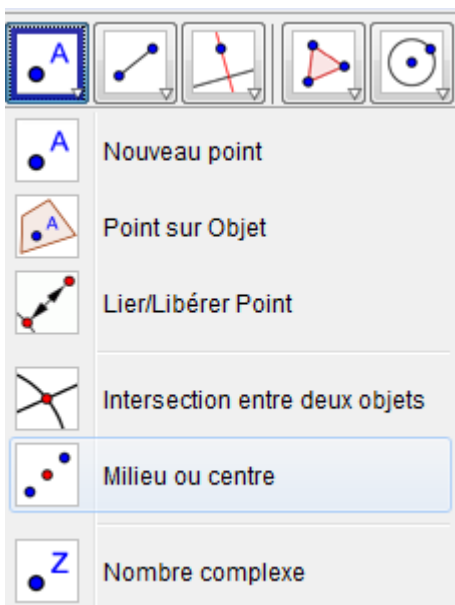 A
A
Nouveau point
A
Point sur Objet
Lier/Libérer Point
Intersection entre deux objets
Milieu ou centre
Z
Nombre complexe